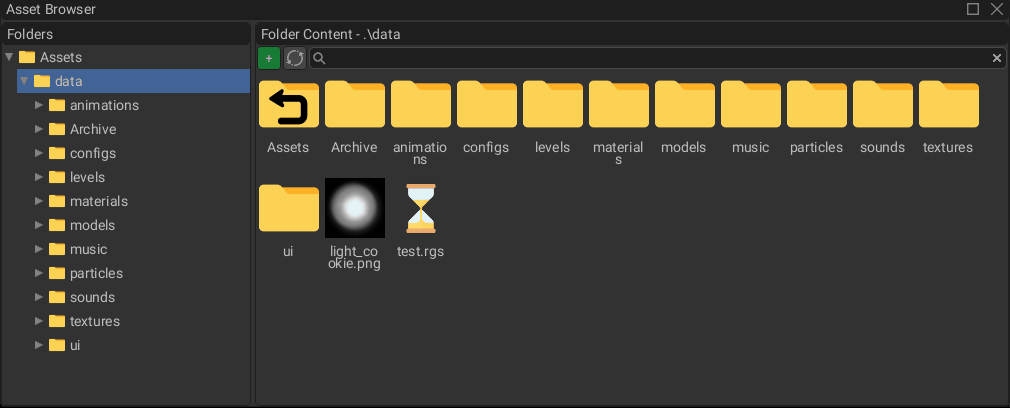 Asset Browser
Folders
Folder Content - .\data
Assets
+
data
animations
Archive
configs
levels
materials
models
music
particles
sounds
textures
ui
Assets
Archive
animatio
ns
configs
levels
material
s
models
music
particles
sounds
textures
ui
light_co
okie.png
test.rgs